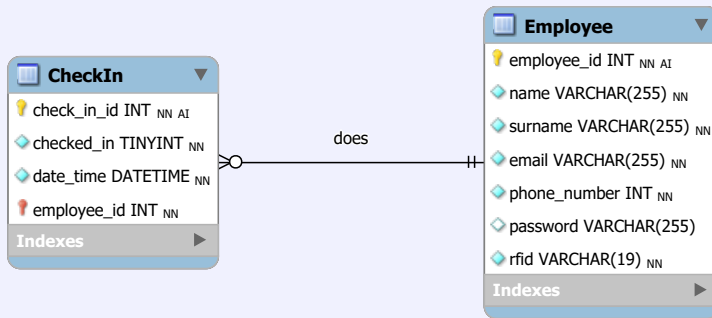 CheckIn
check_in_id INT NN AI
checked_in TINYINT NN
date_time DATETIME NN
employee_id INT NN
Indexes
does
Employee
employee_id INT NN AI
name VARCHAR(255) NN
surname VARCHAR(255) NN
email VARCHAR(255) NN
phone_number INT NN
password VARCHAR(255)
rfid VARCHAR(19) NN
Indexes